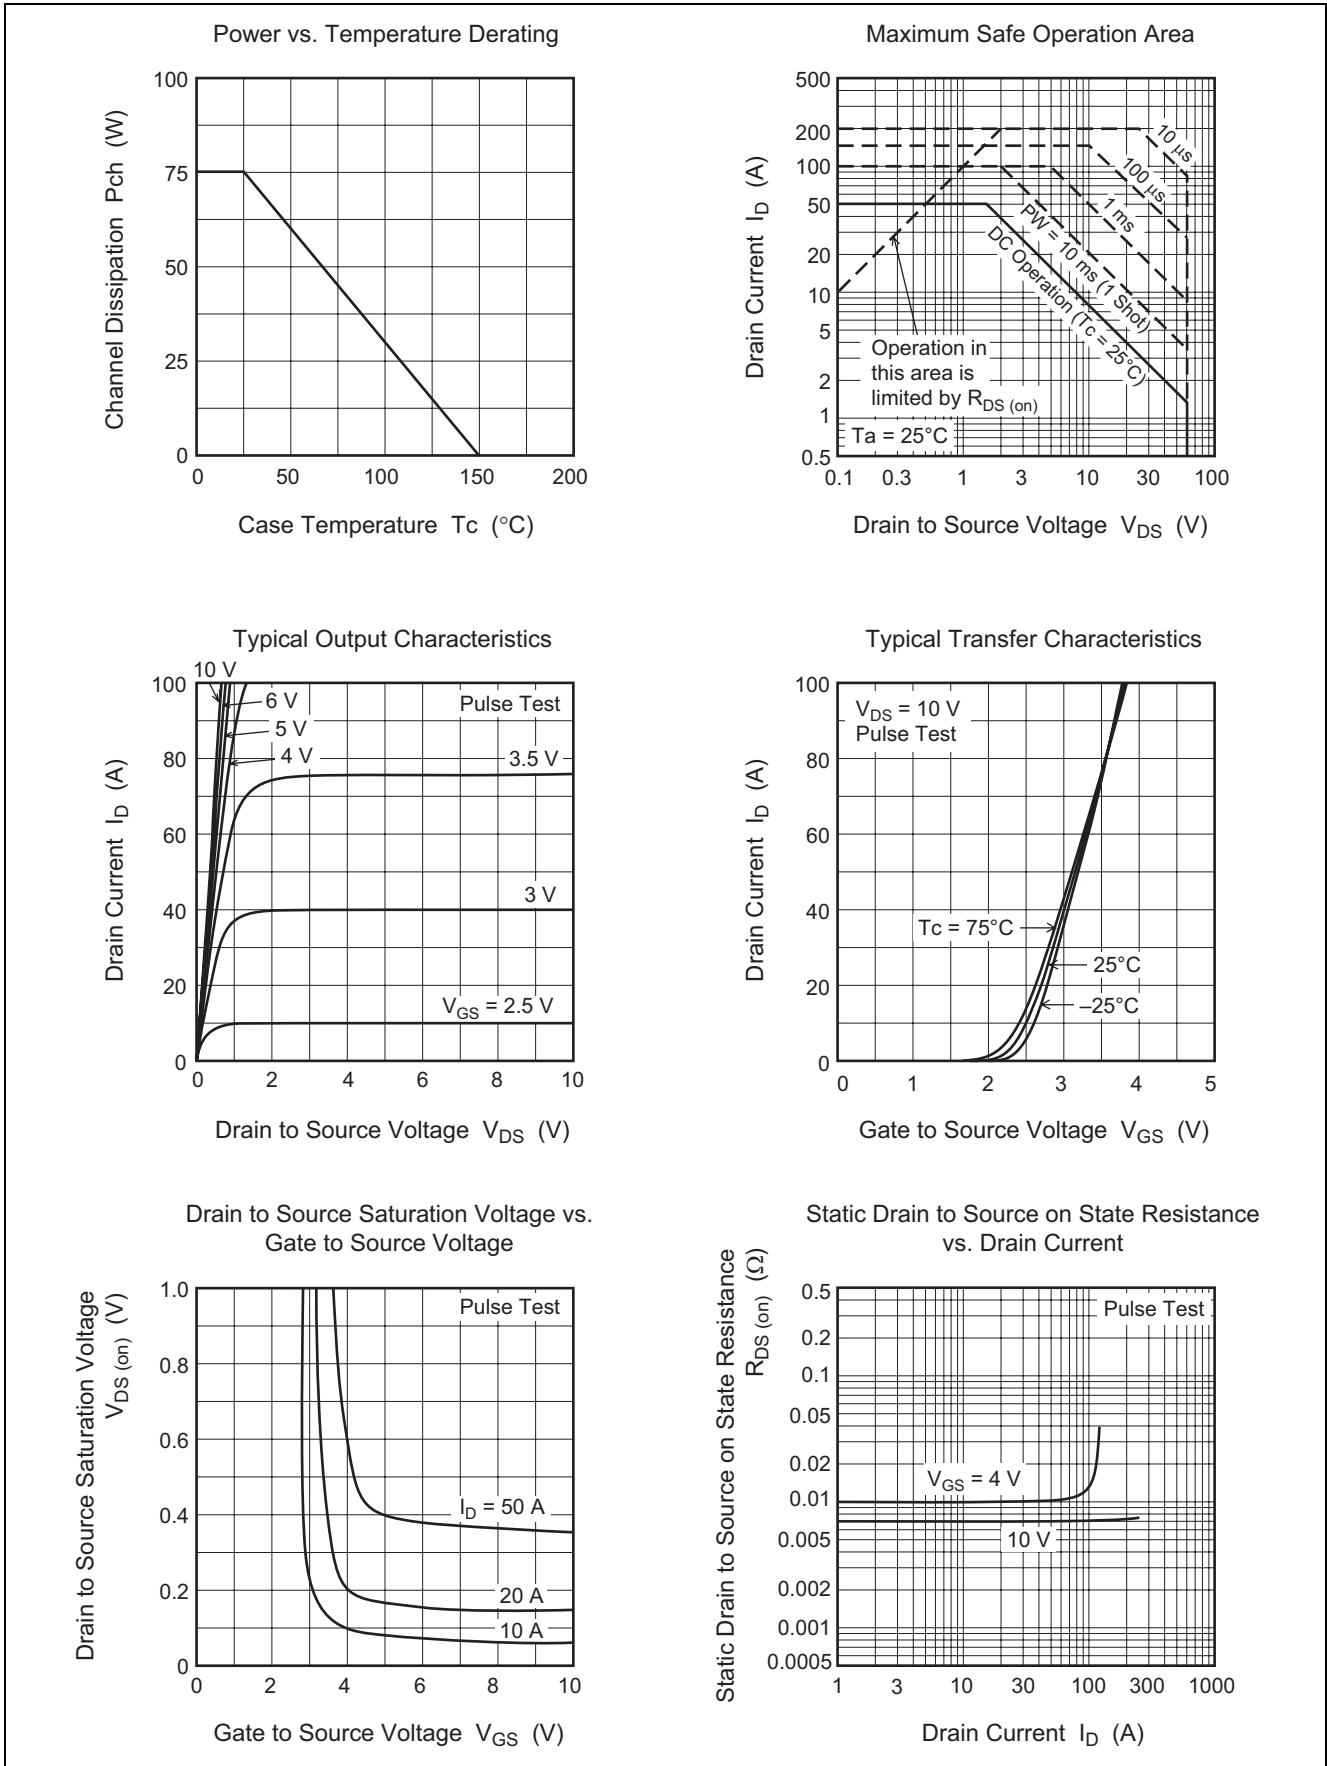 Power vs. Temperature Derating
100
75
50
25
0
0
50
100
150
200
Channel Dissipation Pch (W)
Case Temperature Tc (°C)
Maximum Safe Operation Area
500
200
100
50
20
10
5
2
1
0.5
0.1
0.3
1
3
10
30
100
Drain Current I_D (A)
10 µs
100 µs
1 ms
PW = 10 ms (1 Shot)
DC Operation (Tc = 25°C)
Operation in
this area is
limited by R_DS (on)
Ta = 25°C
Drain to Source Voltage V_DS (V)
Typical Output Characteristics
100
80
60
40
20
0
0
2
4
6
8
10
Drain Current I_D (A)
10 V
6 V
5 V
4 V
Pulse Test
3.5 V
3 V
V_GS = 2.5 V
Drain to Source Voltage V_DS (V)
Typical Transfer Characteristics
100
80
60
40
20
0
0
1
2
3
4
5
Drain Current I_D (A)
V_DS = 10 V
Pulse Test
Tc = 75°C
25°C
–25°C
Gate to Source Voltage V_GS (V)
Drain to Source Saturation Voltage vs.
Gate to Source Voltage
1.0
0.8
0.6
0.4
0.2
0
0
2
4
6
8
10
Drain to Source Saturation Voltage
V_DS (on) (V)
Pulse Test
I_D = 50 A
20 A
10 A
Gate to Source Voltage V_GS (V)
Static Drain to Source on State Resistance
vs. Drain Current
0.5
0.2
0.1
0.05
0.02
0.01
0.005
0.002
0.001
0.0005
1
3
10
30
100
300
1000
Static Drain to Source on State Resistance
R_DS (on) (Ω)
Pulse Test
V_GS = 4 V
10 V
Drain Current I_D (A)